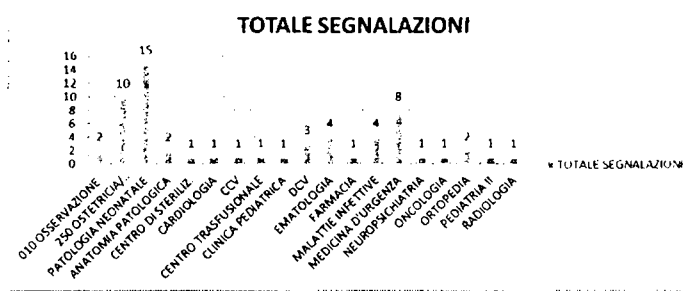 TOTALE SEGNALAZIONI
16
14
12
10
8
6
4
2
0
2
10
15
2
1
1
1
1
1
3
4
1
4
8
1
1
2
1
1
010 OSSERVAZIONE
250 OSTETRICIA/...
PATOLOGIA NEONATALE
ANATOMIA PATOLOGICA
CENTRO DI STERILIZ.
CARDIOLOGIA
CCV
CENTRO TRASFUSIONALE
CLINICA PEDIATRICA
DCV
EMATOLOGIA
FARMACIA
MALATTIE INFETTIVE
MEDICINA D'URGENZA
NEUROPSICHIATRIA
ONCOLOGIA
ORTOPEDIA
PEDIATRIA II
RADIOLOGIA
TOTALE SEGNALAZIONI